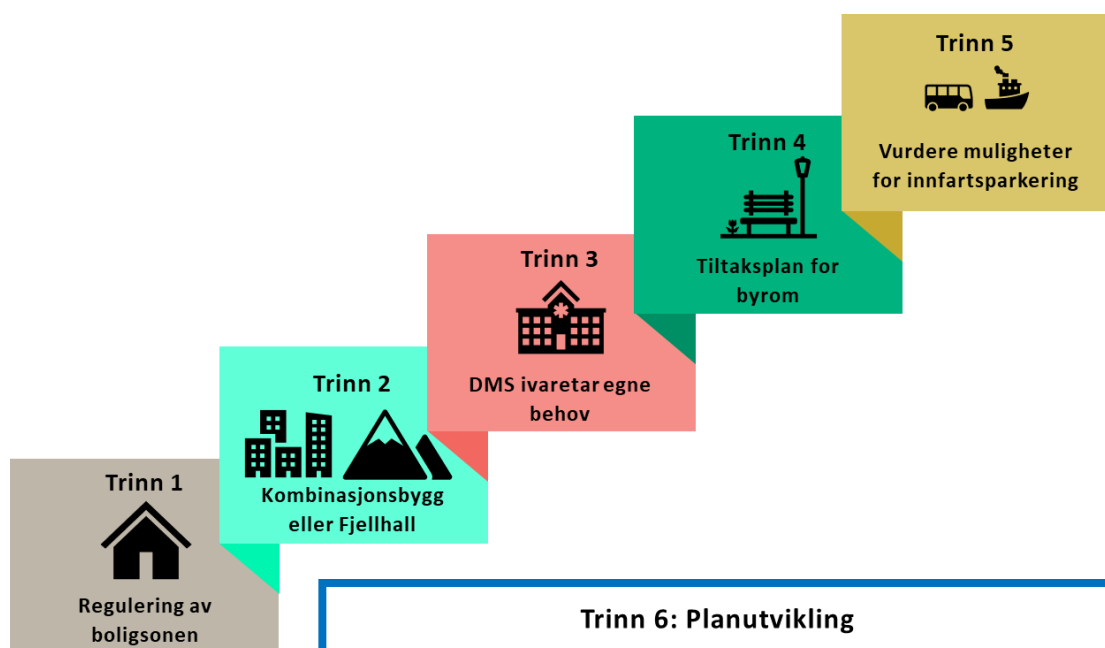 Trinn 1
Regulering av
boligsonen
Trinn 2
Kombinasjonsbygg
eller Fjellhall
Trinn 3
DMS ivaretar egne
behov
Trinn 4
Tiltaksplan for
byrom
Trinn 5
Vurdere muligheter
for innfartsparkering
Trinn 6: Planutvikling